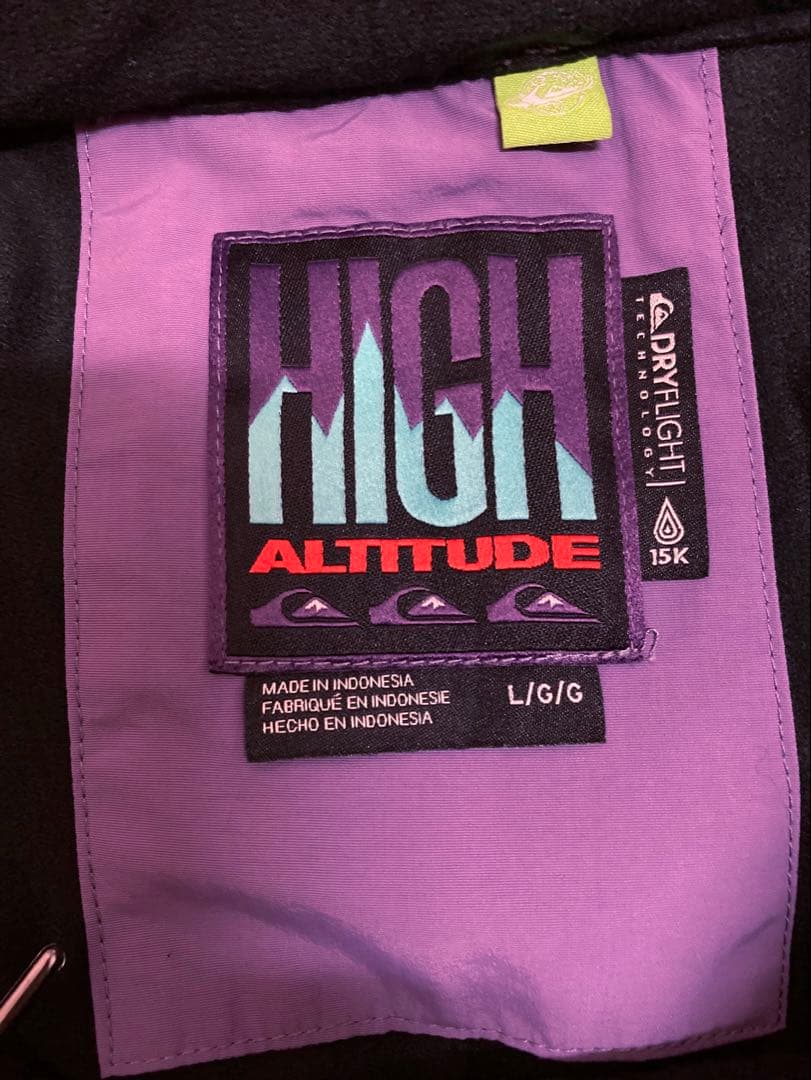 HIGH
ALTITUDE
DRYFLIGHT
TECHNOLOGY
15K
MADE IN INDONESIA
FABRIQUÉ EN INDONESIE
HECHO EN INDONESIA
L/G/G